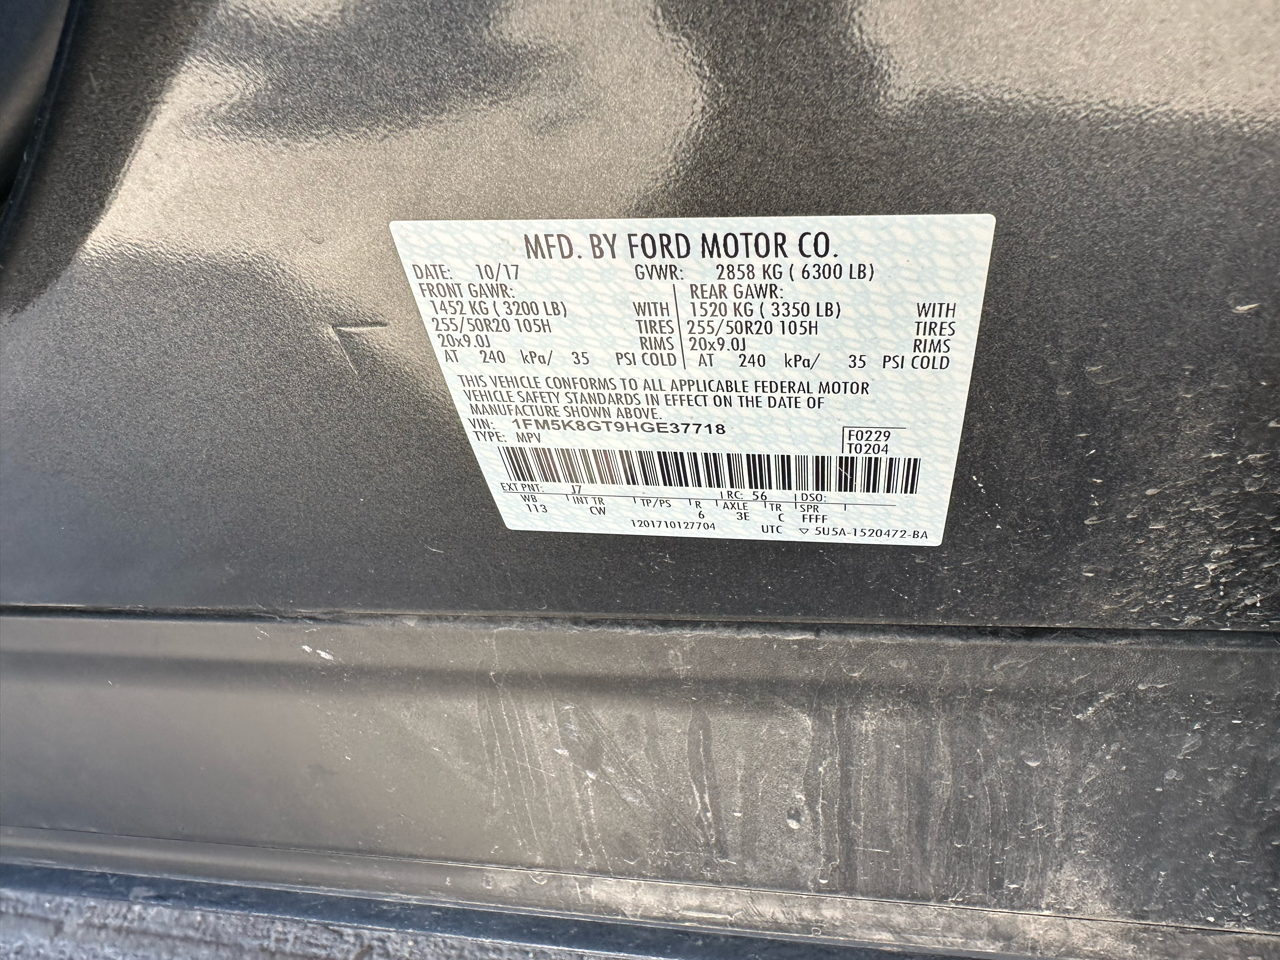 MFD. BY FORD MOTOR CO.
DATE: 10/17 GVWR: 2858 KG ( 6300 LB)
FRONT GAWR: REAR GAWR:
1452 KG ( 3200 LB) WITH 1520 KG ( 3350 LB) WITH
255/50R20 105H TIRES 255/50R20 105H TIRES
20x9.0J RIMS 20x9.0J RIMS
AT 240 kPa/ 35 PSI COLD AT 240 kPa/ 35 PSI COLD
THIS VEHICLE CONFORMS TO ALL APPLICABLE FEDERAL MOTOR
VEHICLE SAFETY STANDARDS IN EFFECT ON THE DATE OF
MANUFACTURE SHOWN ABOVE.
VIN: 1FM5K8GT9HGE37718
TYPE: MPV F0229
T0204
EXT PNT: J7 RC: 56 DSO:
WB INT TR TP/PS R AXLE TR SPR
113 CW 6 3E C FFFF
1201710127704 UTC ▽ 5U5A-1520472-BA